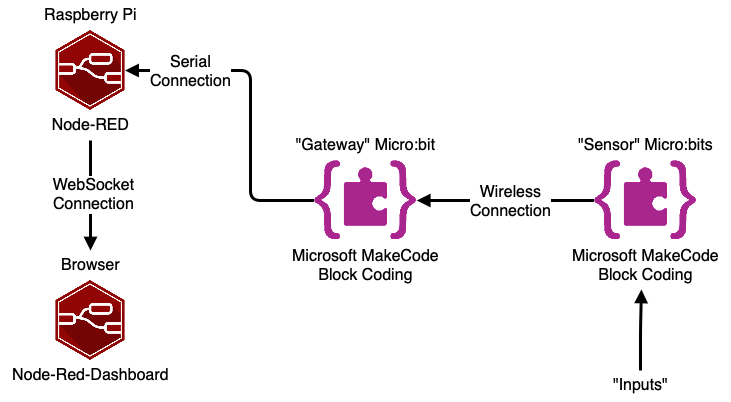 Raspberry Pi
Serial
Connection
Node-RED
"Gateway" Micro:bit
"Sensor" Micro:bits
WebSocket
Connection
Wireless
Connection
Microsoft MakeCode
Block Coding
Microsoft MakeCode
Block Coding
Browser
Node-Red-Dashboard
"Inputs"